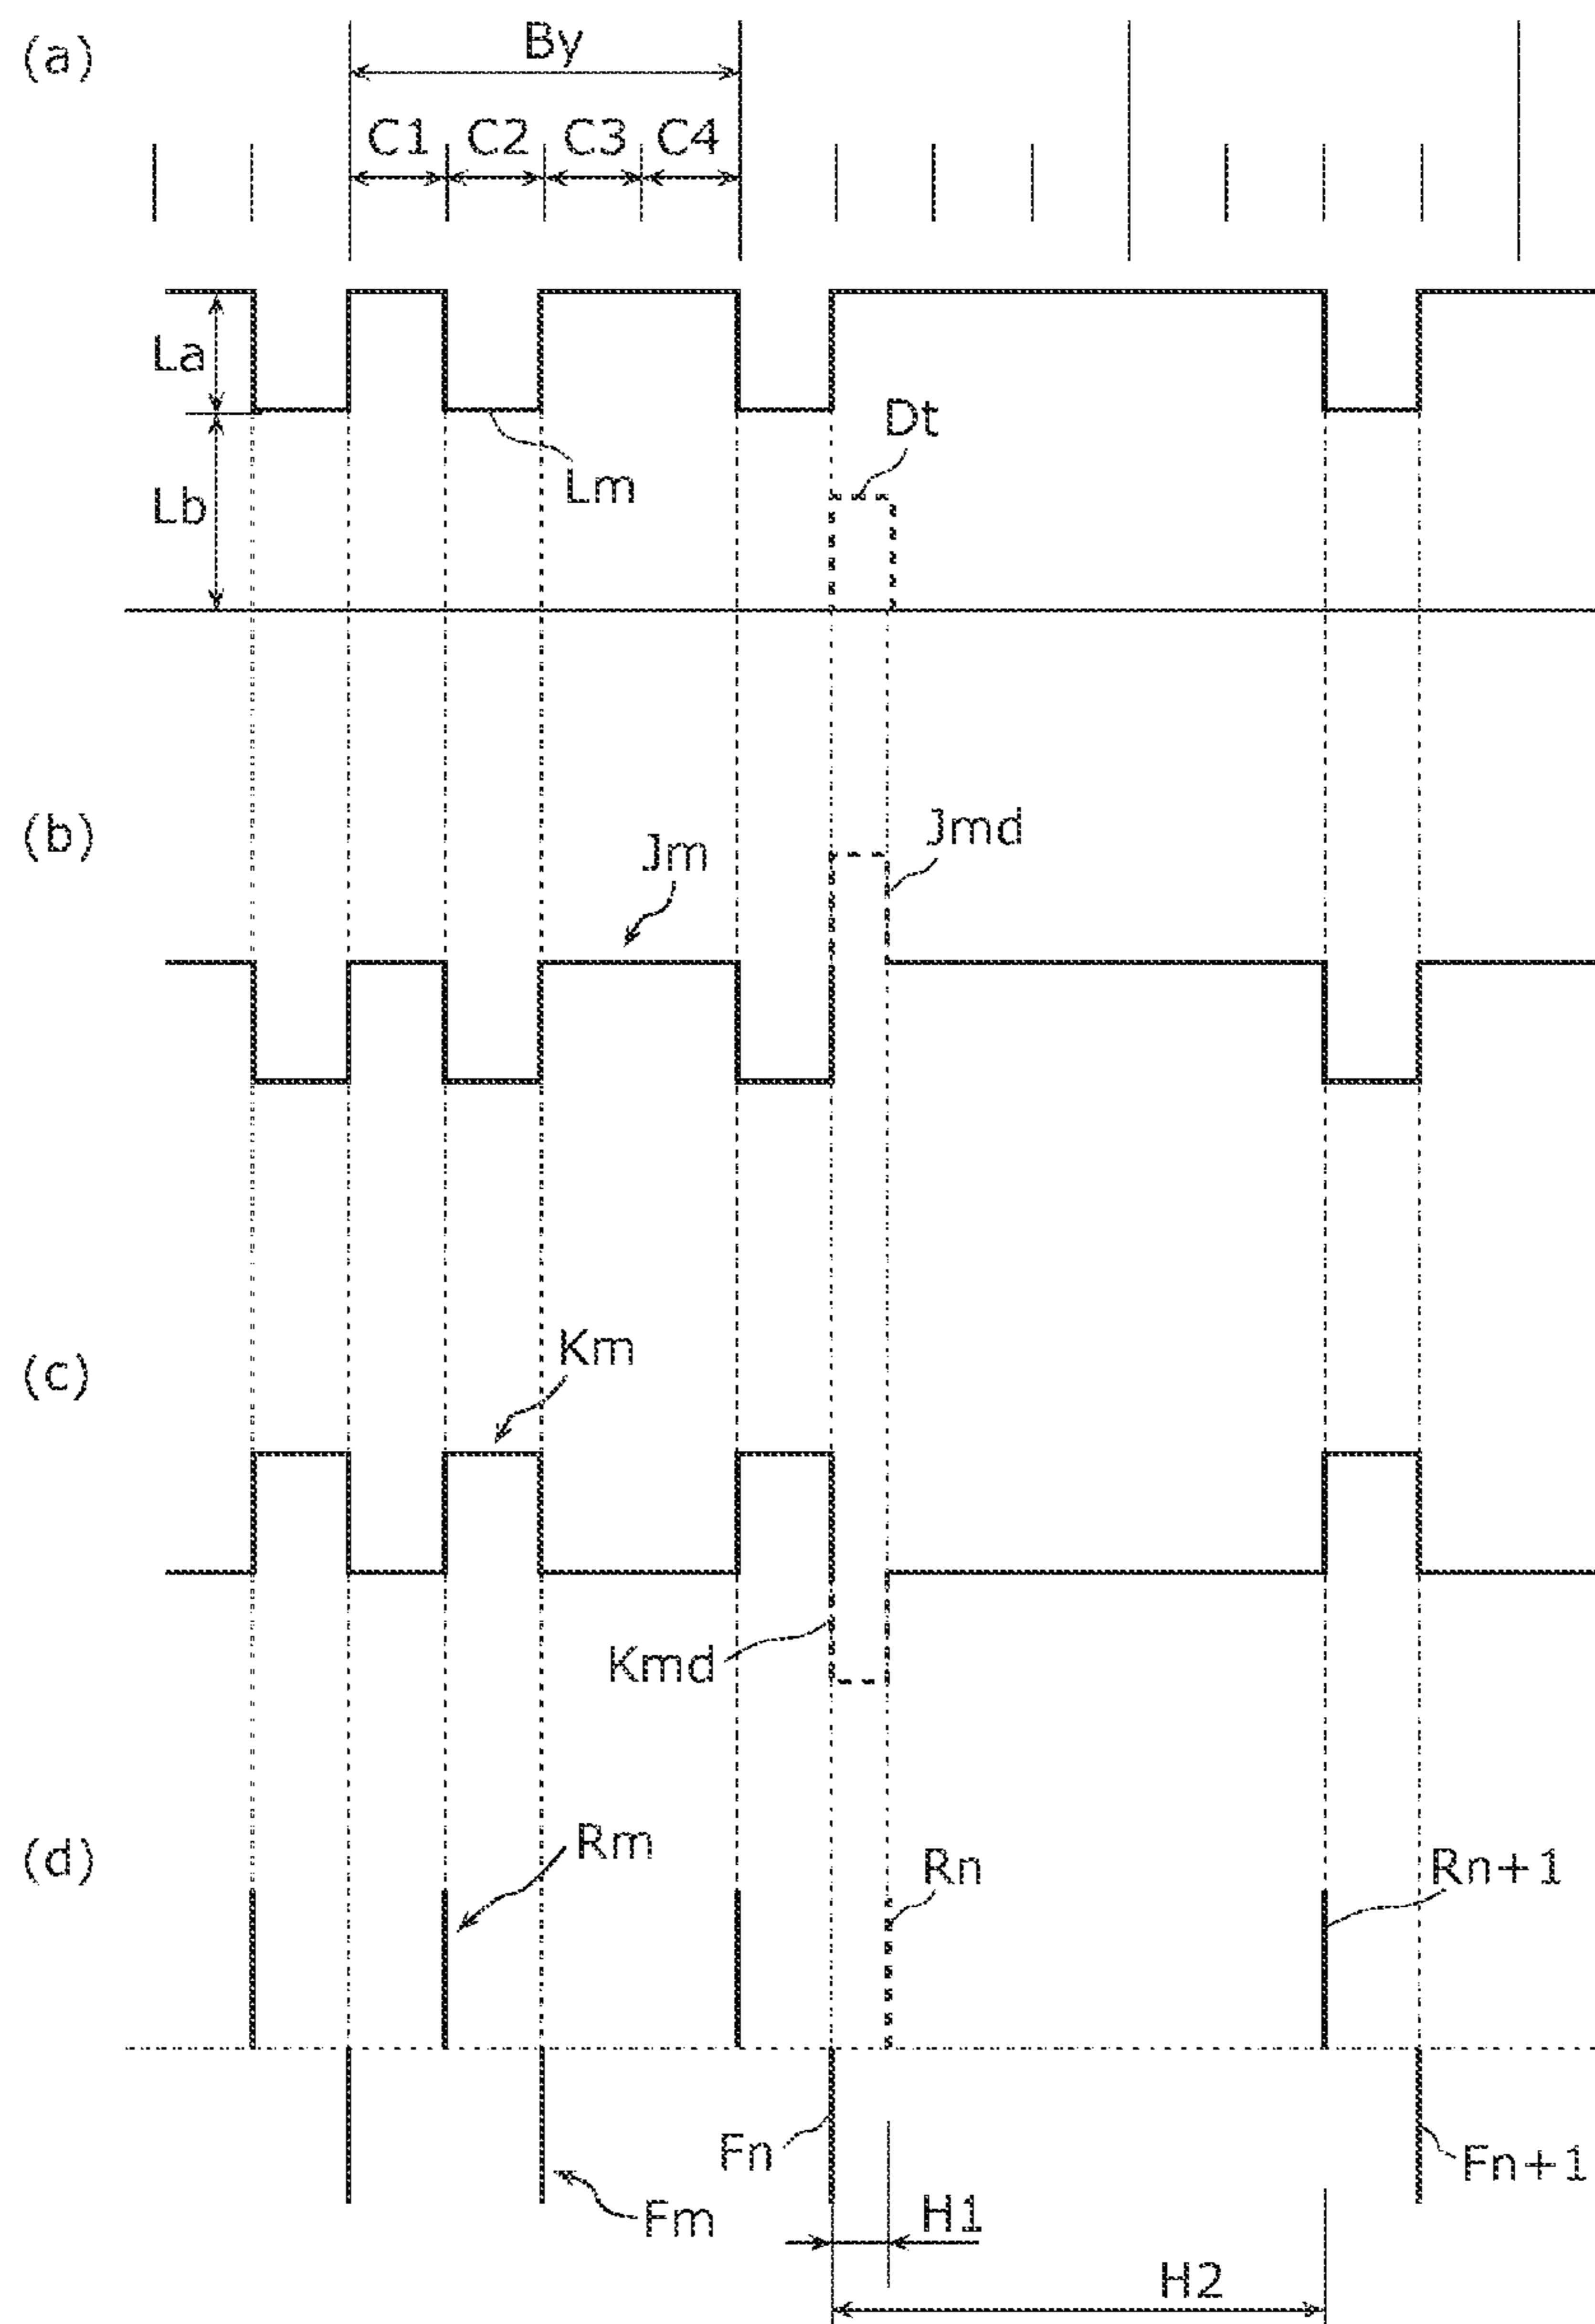 (a)
By
C1 C2 C3 C4
La
Dt
Lm
Lb
(b)
Jmd
Jm
Km
(c)
Kmd
(d)
Rm
Rn
Rn+1
Fn
Fn+1
Fm
H1
H2